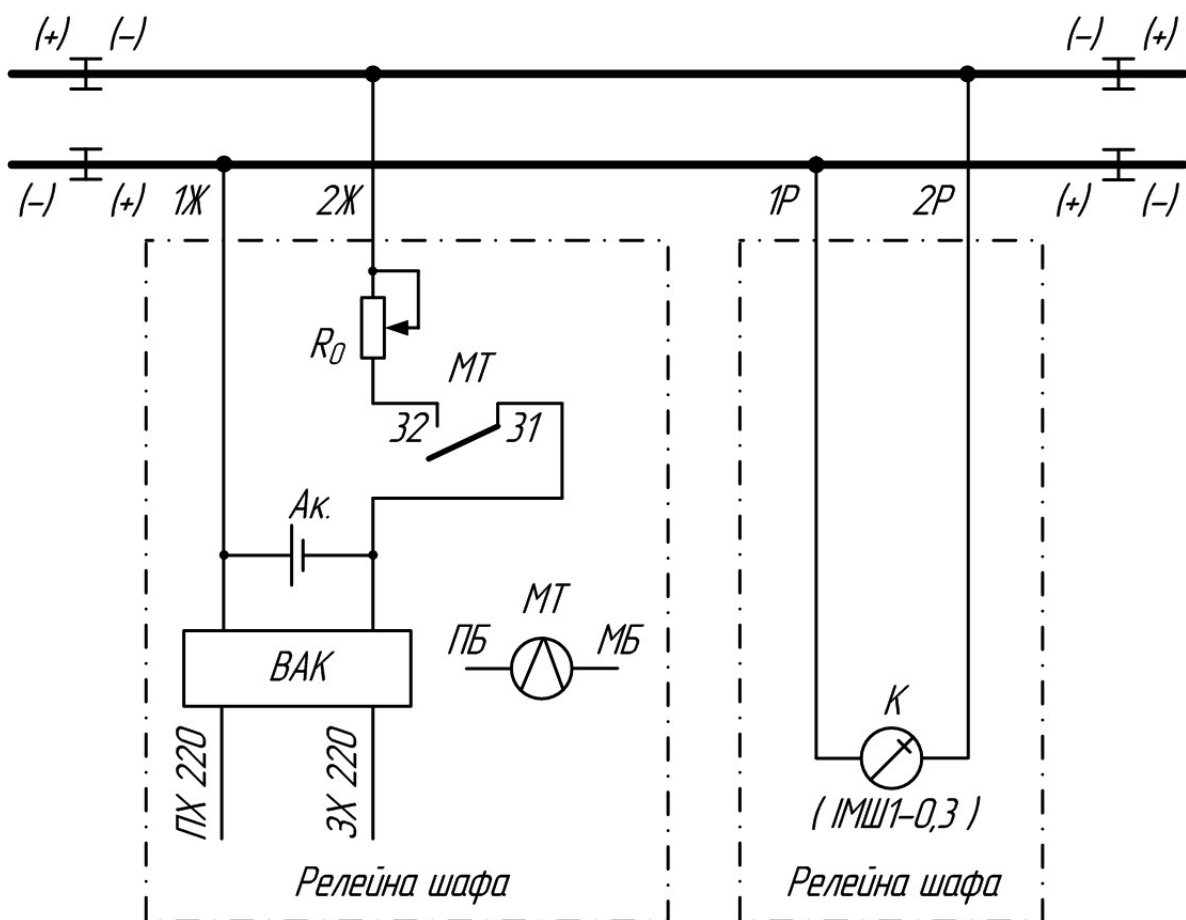 (+) (–) (–) (+)
(–) (+) 1Ж 2Ж 1Р 2Р (+) (–)
R0
МТ
32 31
Ак.
МТ
ПБ МБ
ВАК
К
ПХ 220
ЗХ 220
( ІМШ1–0,3 )
Релейна шафа Релейна шафа